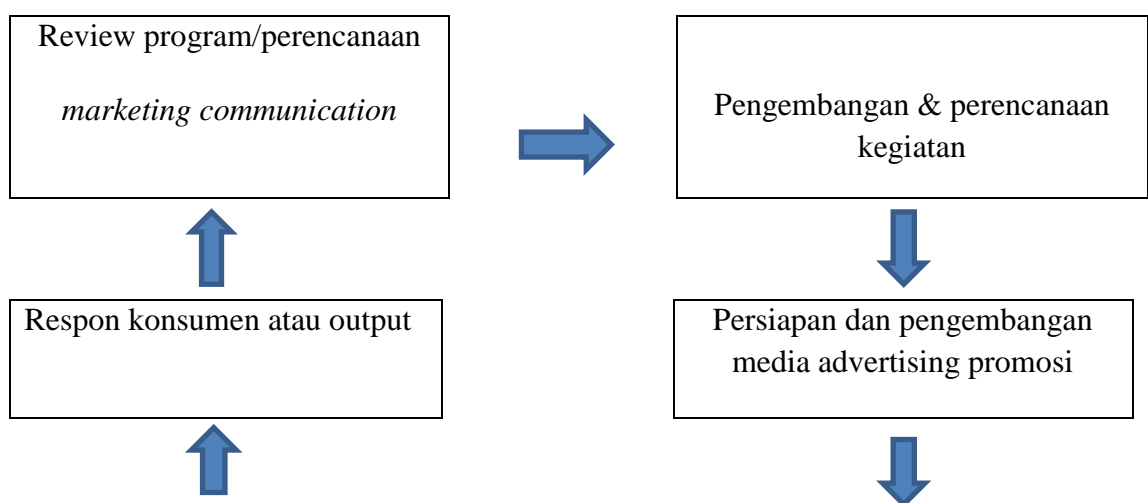 Review program/perencanaan
marketing communication
Pengembangan & perencanaan
kegiatan
Respon konsumen atau output
Persiapan dan pengembangan
media advertising promosi